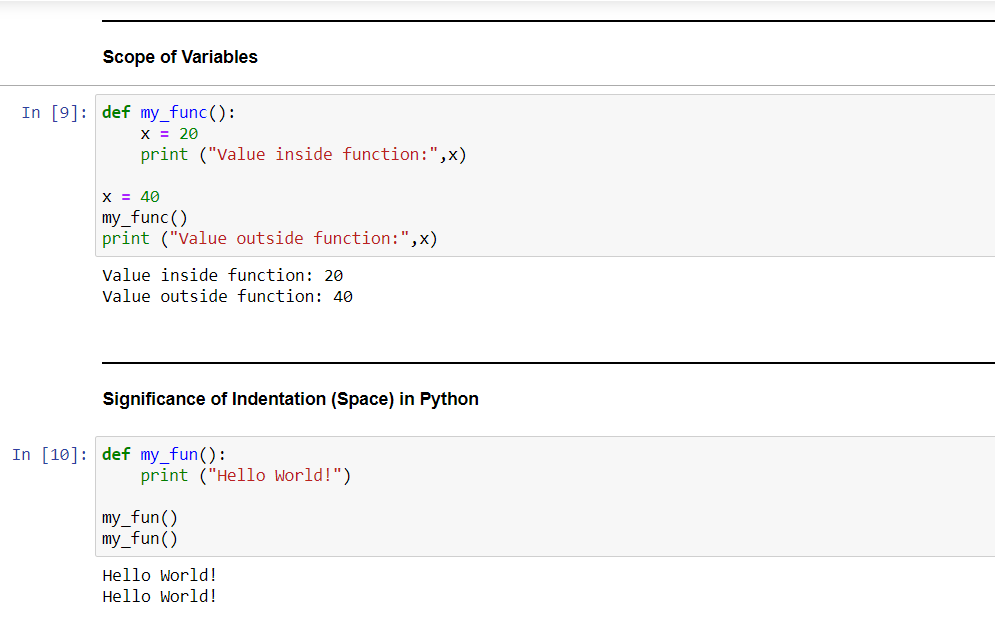 Scope of Variables
In [9]: def my_func():
    x = 20
    print ("Value inside function:",x)
x = 40
my_func()
print ("Value outside function:",x)
Value inside function: 20
Value outside function: 40
Significance of Indentation (Space) in Python
In [10]: def my_fun():
    print ("Hello World!")
my_fun()
my_fun()
Hello World!
Hello World!